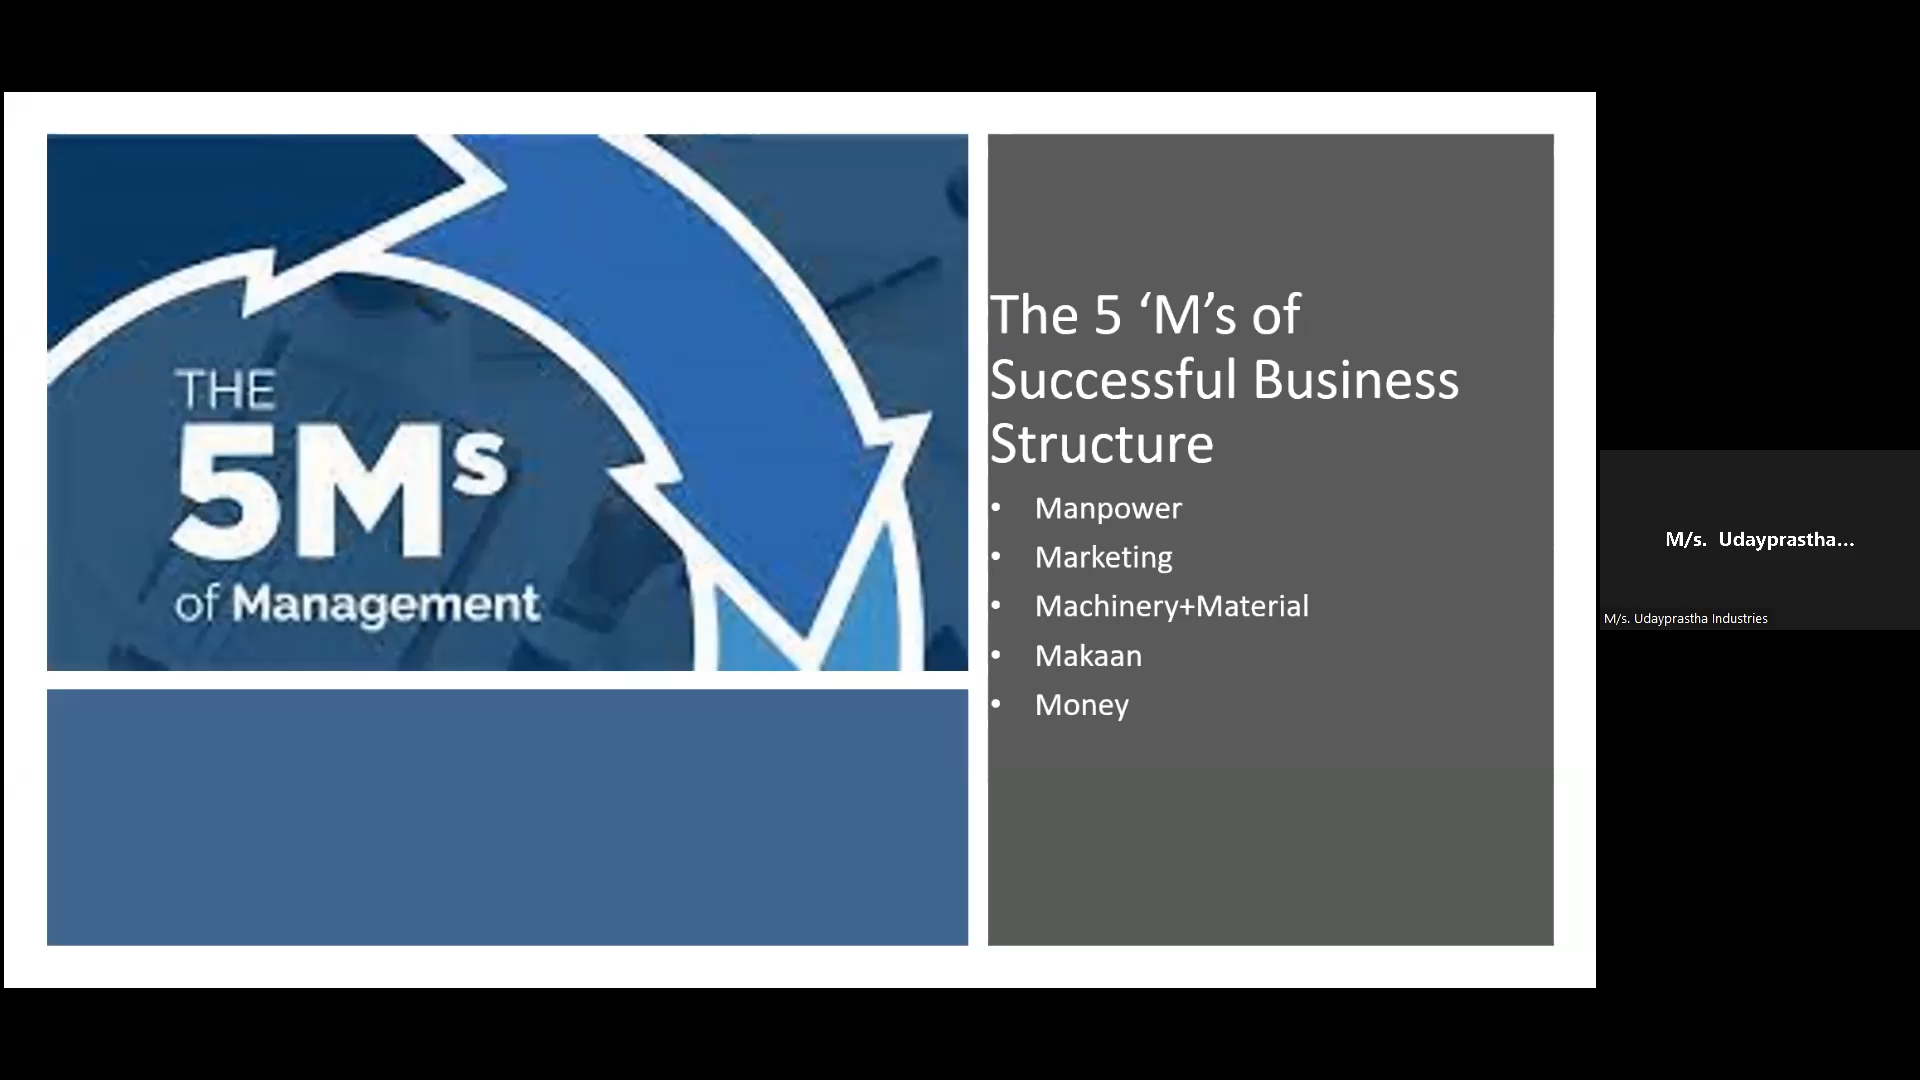 THE
5Ms
of Management
The 5 ‘M’s of
Successful Business
Structure
• Manpower
• Marketing
• Machinery+Material
• Makaan
• Money
M/s. Udayprastha...
M/s. Udayprastha Industries